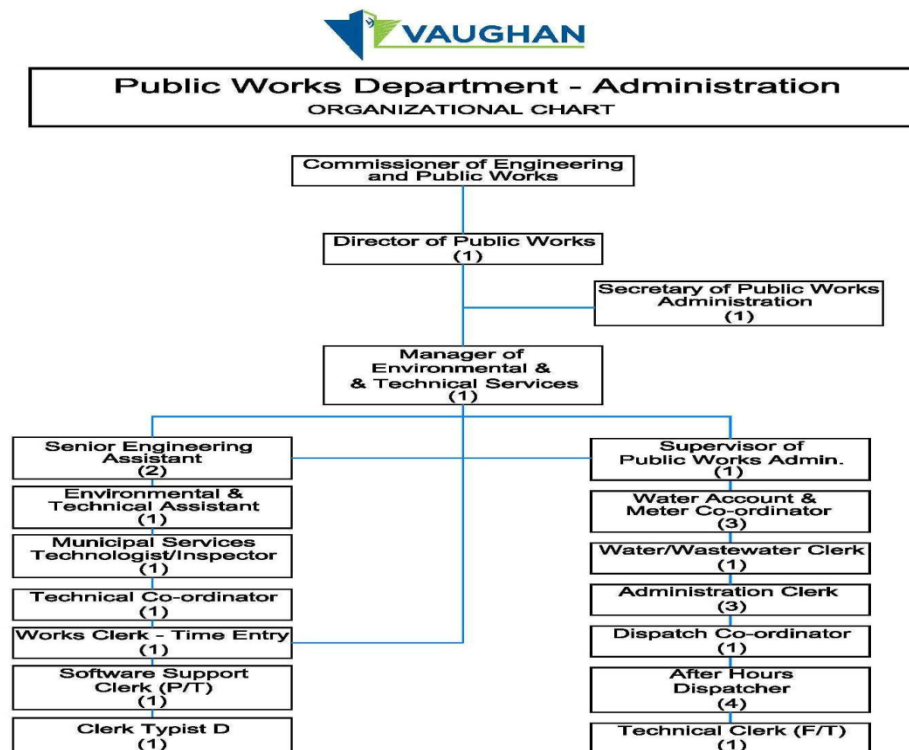 VAUGHAN
Public Works Department - Administration
ORGANIZATIONAL CHART
Commissioner of Engineering
and Public Works
Director of Public Works
(1)
Secretary of Public Works
Administration
(1)
Manager of
Environmental &
& Technical Services
(1)
Senior Engineering
Assistant
(2)
Environmental &
Technical Assistant
(1)
Municipal Services
Technologist/Inspector
(1)
Technical Co-ordinator
(1)
Works Clerk - Time Entry
(1)
Software Support
Clerk (P/T)
(1)
Clerk Typist D
(1)
Supervisor of
Public Works Admin.
(1)
Water Account &
Meter Co-ordinator
(3)
Water/Wastewater Clerk
(1)
Administration Clerk
(3)
Dispatch Co-ordinator
(1)
After Hours
Dispatcher
(4)
Technical Clerk (F/T)
(1)